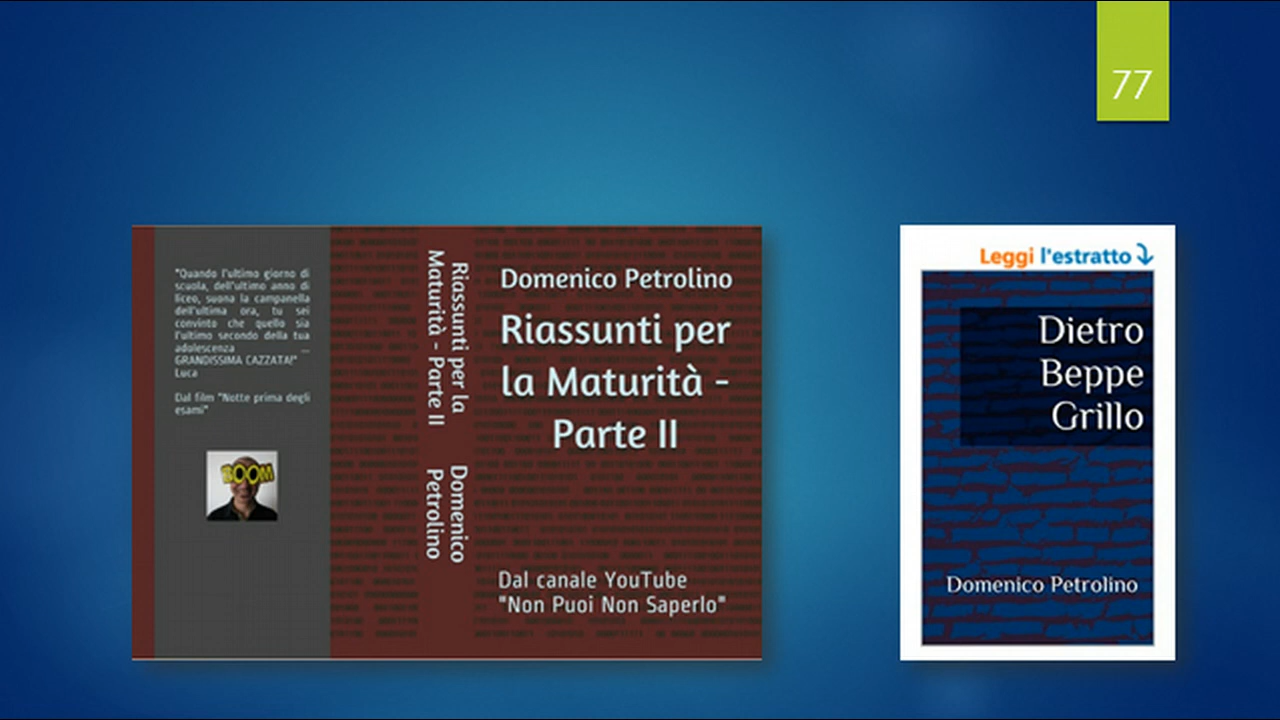 77
"Quando l'ultimo giorno di
scuola, dell'ultimo anno di
liceo, suona la campanella
dell'ultima ora, tu sei
convinto che quello sia
l'ultimo secondo della tua
adolescenza ...
GRANDISSIMA CAZZATA!"
Luca
Dal film "Notte prima degli
esami"
BOOM
Riassunti per la
Maturità - Parte II
Domenico
Petrolino
Domenico Petrolino
Riassunti per
la Maturità -
Parte II
Dal canale YouTube
"Non Puoi Non Saperlo"
Leggi l'estratto
Dietro
Beppe
Grillo
Domenico Petrolino